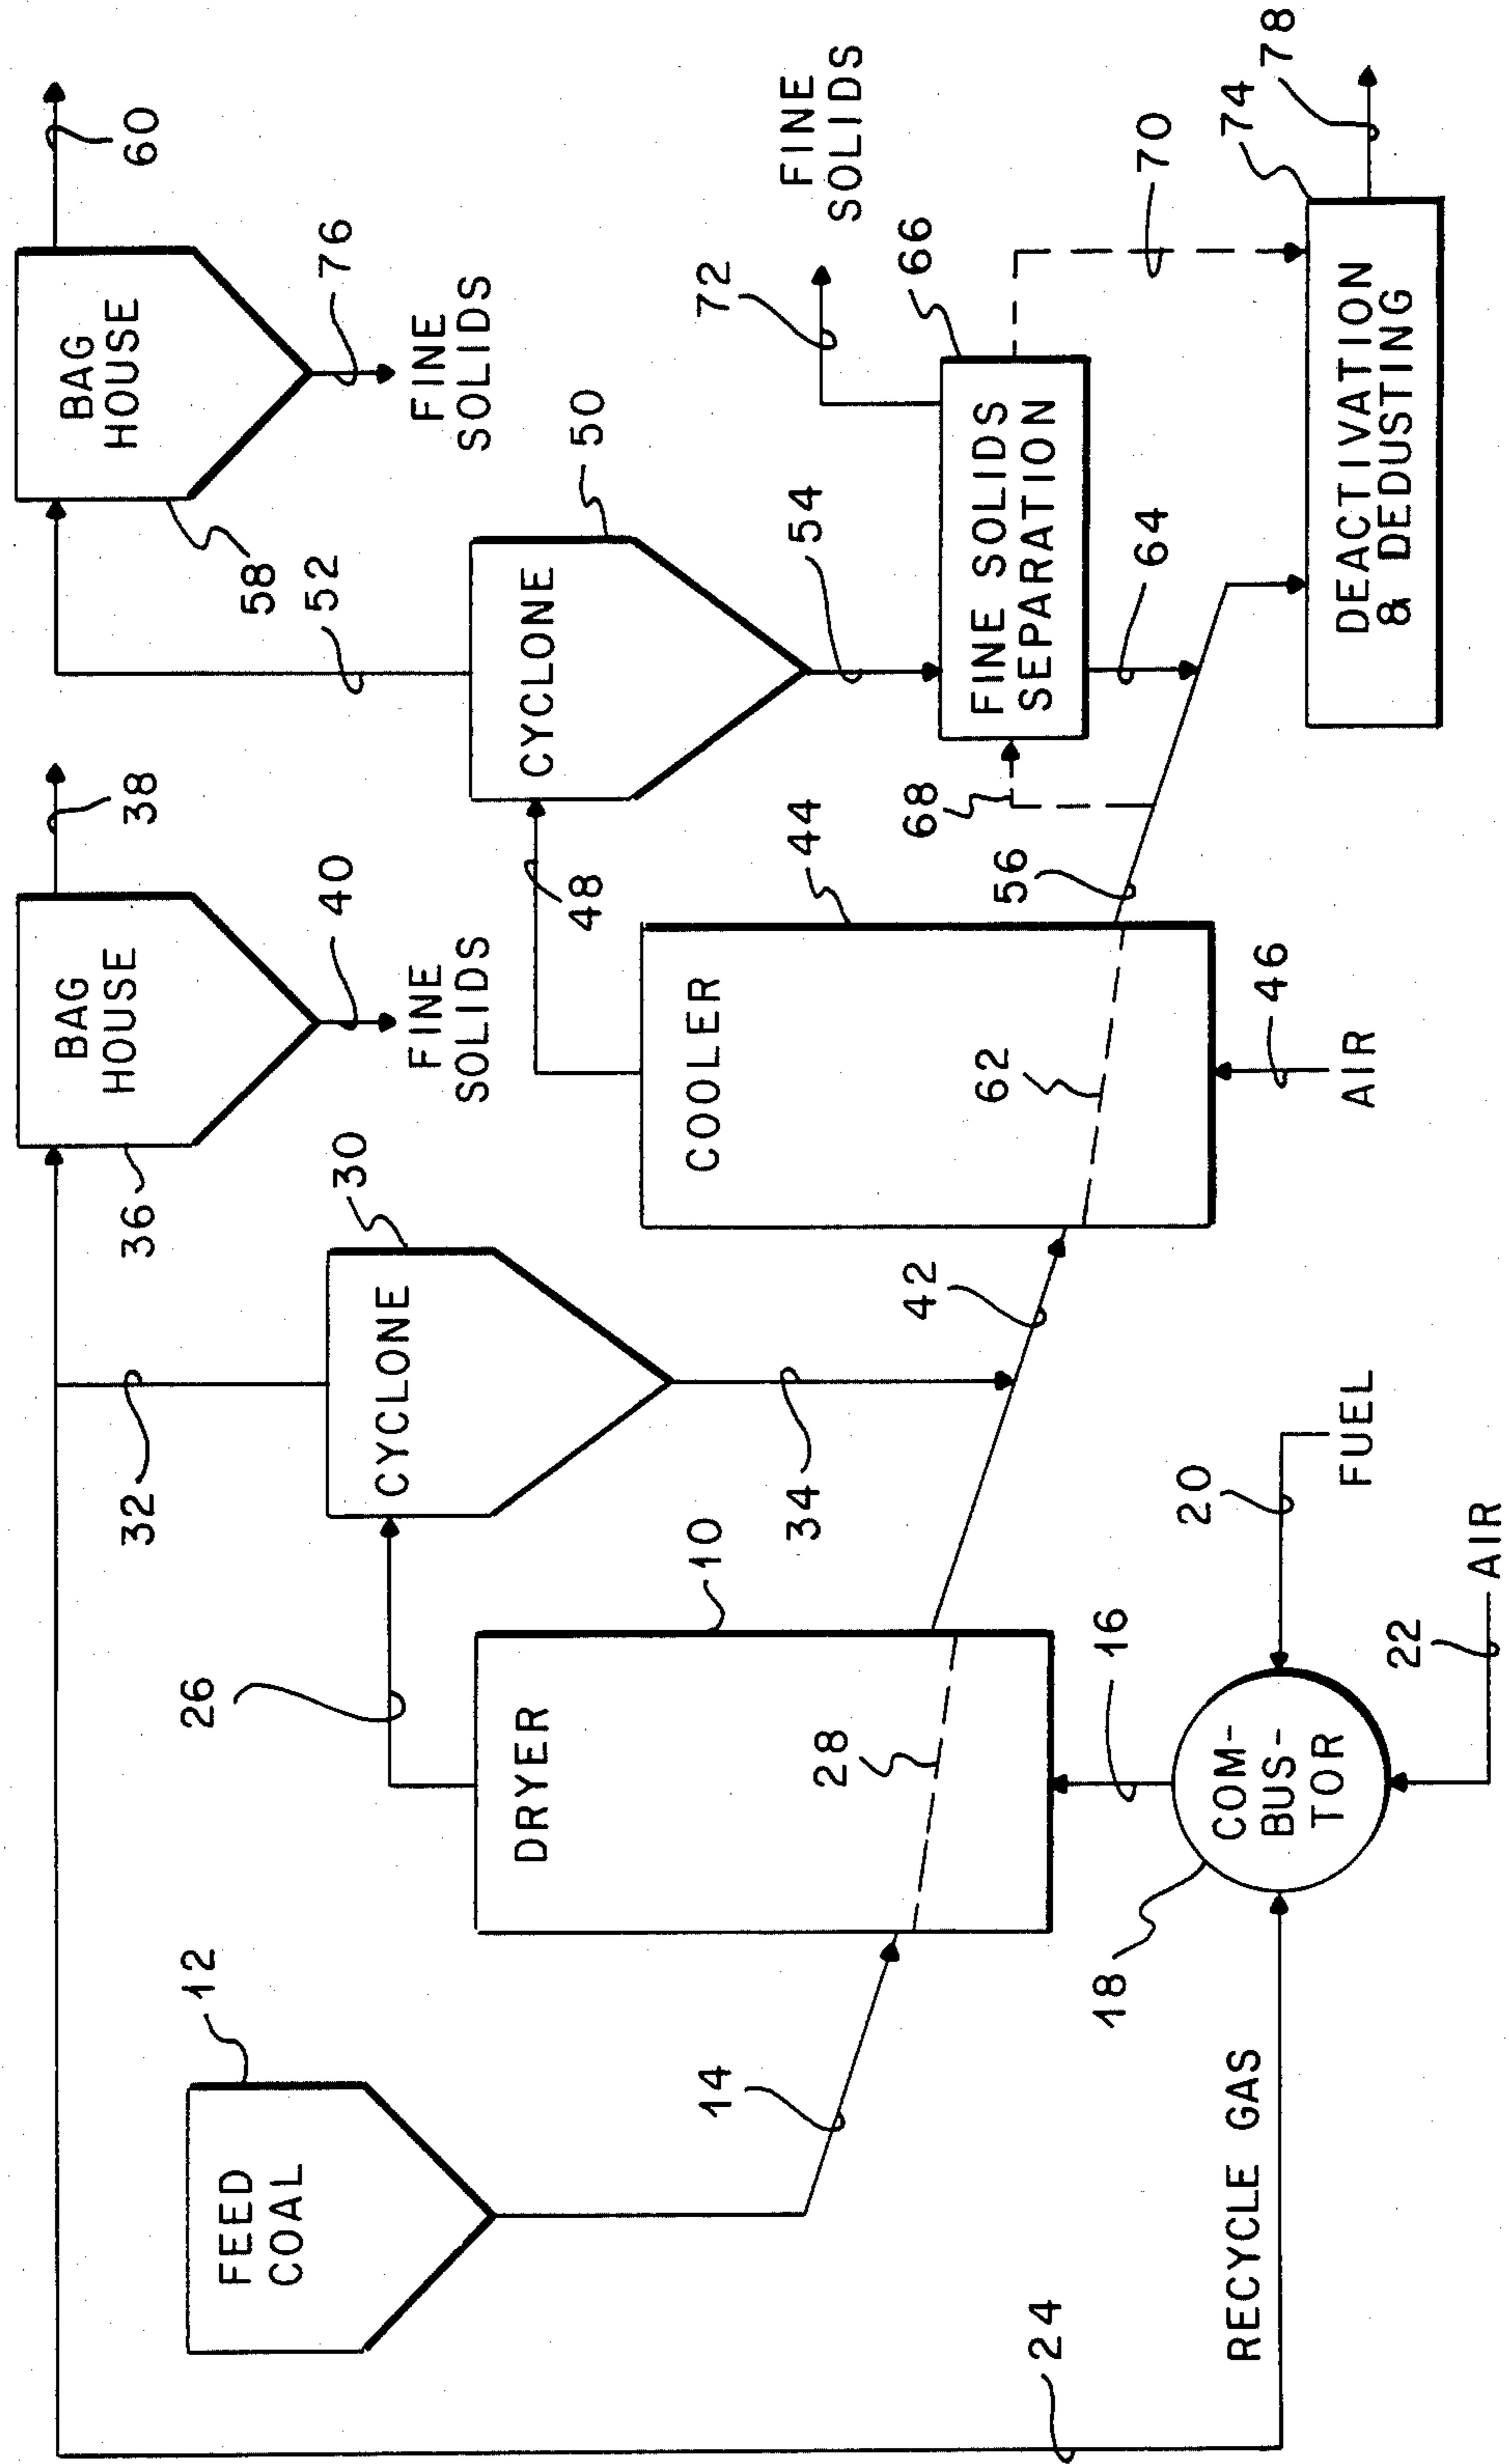 BAG
HOUSE
BAG
HOUSE
32
36
38
60
12
26
FEED
COAL
58
76
30
40
52
CYCLONE
FINE
SOLIDS
FINE
SOLIDS
DRYER
CYCLONE
50
48
10
COOLER
14
34
44
54
72
FINE
SOLIDS
28
42
68
66
62
56
FINE SOLIDS
SEPARATION
24
18
16
64
70
20
RECYCLE GAS
COM-
BUS-
TOR
46
74
78
FUEL
AIR
DEACTIVATION
& DEDUSTING
22
AIR